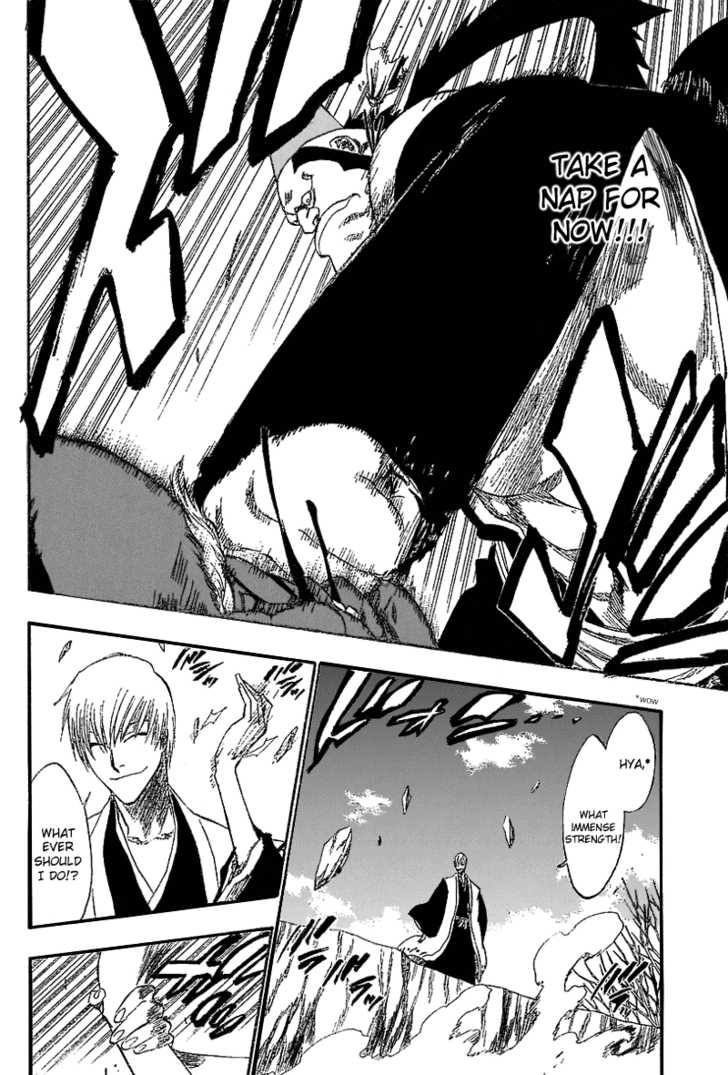 TAKE A
NAP FOR
NOW!!!
*WOW
HYA,*
WHAT
IMMENSE
STRENGTH!
WHAT
EVER
SHOULD
I DO!?